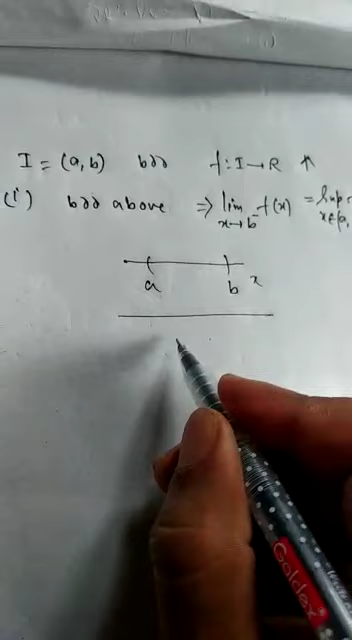 I = (a, b) bdd f: I → R ↑
(i) bdd above ⇒ lim x→b⁻ f(x) = Sup x∈(a,
a b x
Goldex